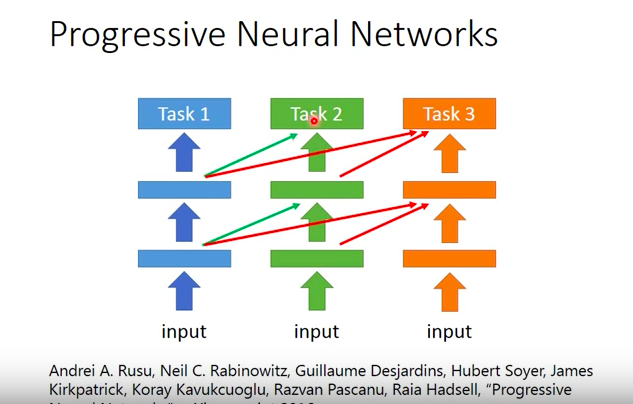 Progressive Neural Networks
Task 1 Task 2 Task 3
input input input
Andrei A. Rusu, Neil C. Rabinowitz, Guillaume Desjardins, Hubert Soyer, James
Kirkpatrick, Koray Kavukcuoglu, Razvan Pascanu, Raia Hadsell, “Progressive